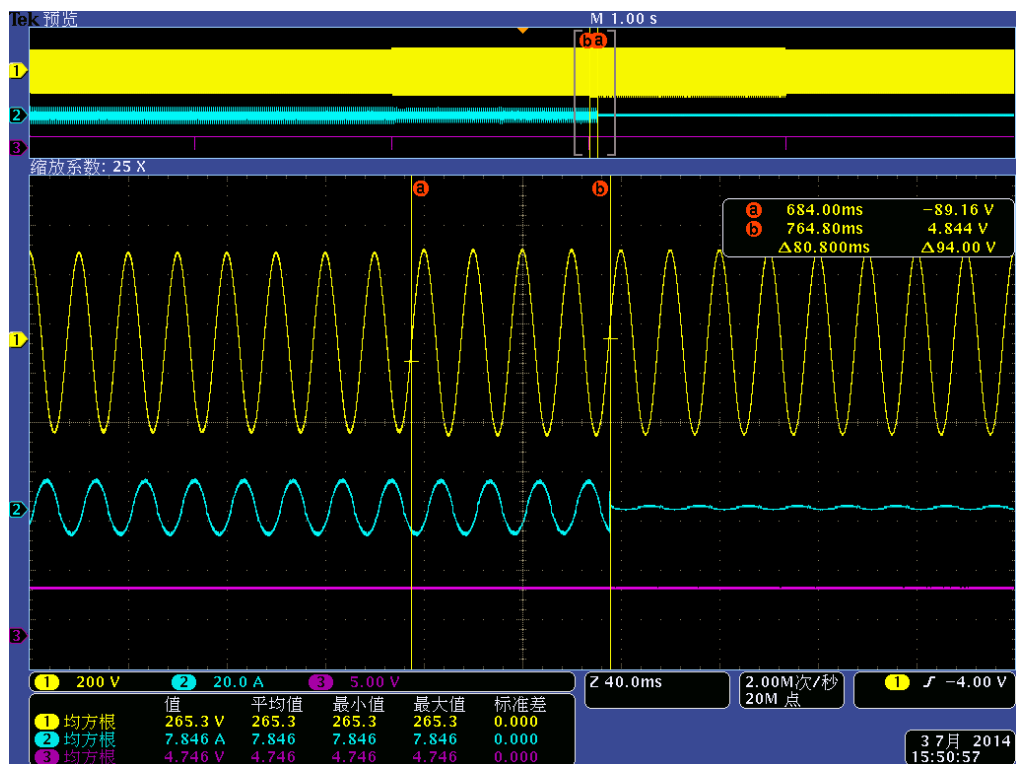 Tek 预览 M 1.00 s
b a
1
2
3
缩放系数: 25 X
a b
a 684.00ms −89.16 V
b 764.80ms 4.844 V
Δ80.800ms Δ94.00 V
1
2
3
1 200 V 2 20.0 A 3 5.00 V
Z 40.0ms
2.00M次/秒
20M 点
1 ∫ −4.00 V
值 平均值 最小值 最大值 标准差
1 均方根 265.3 V 265.3 265.3 265.3 0.000
2 均方根 7.846 A 7.846 7.846 7.846 0.000
3 均方根 4.746 V 4.746 4.746 4.746 0.000
3 7月 2014
15:50:57